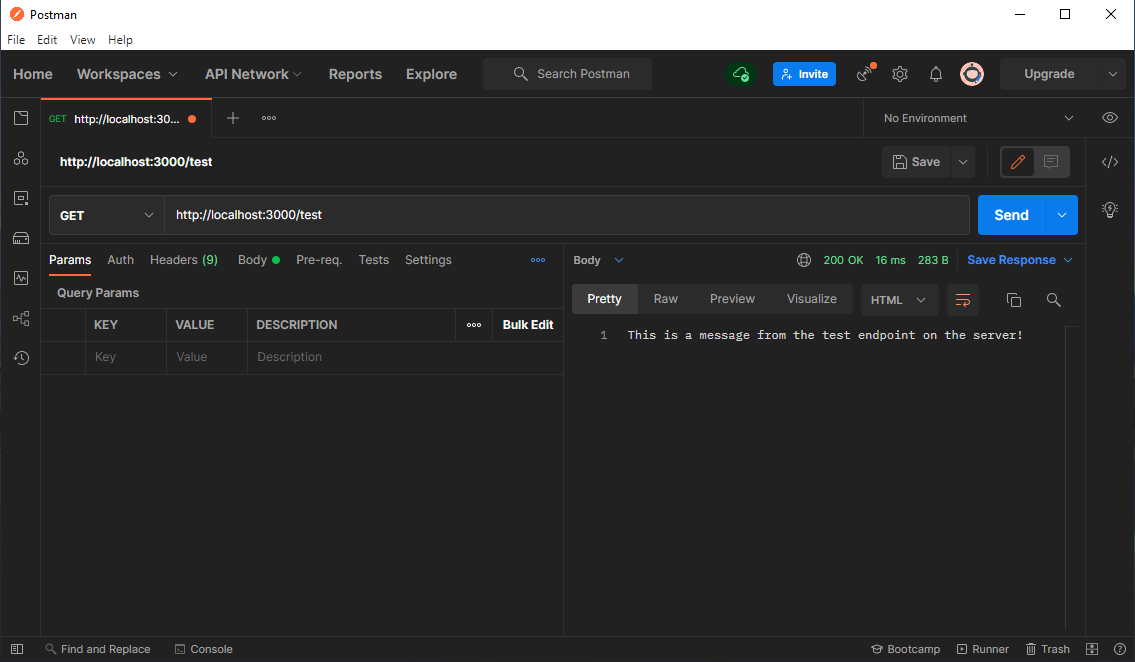 Postman
File Edit View Help
Home Workspaces API Network Reports Explore Search Postman Invite Upgrade
GET http://localhost:30... No Environment
http://localhost:3000/test Save
GET http://localhost:3000/test Send
Params Auth Headers (9) Body Pre-req. Tests Settings Body 200 OK 16 ms 283 B Save Response
Query Params
Pretty Raw Preview Visualize HTML
KEY VALUE DESCRIPTION Bulk Edit
1 This is a message from the test endpoint on the server!
Key Value Description
Find and Replace Console Bootcamp Runner Trash